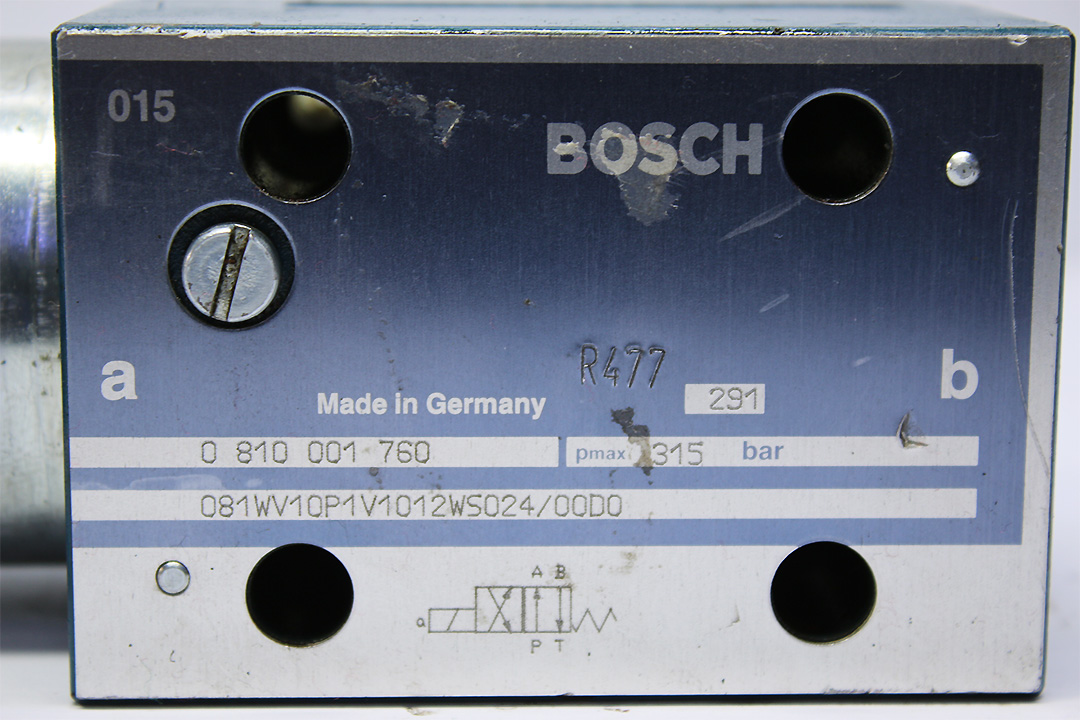 015
BOSCH
R477
a
b
Made in Germany
291
0 810 001 760
pmax 315 bar
081WV10P1V1012WS024/00D0
A B
a
P T